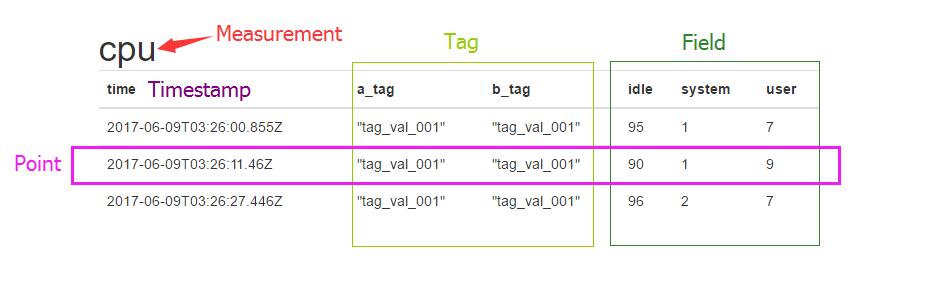 cpu Measurement
Tag Field
time Timestamp a_tag b_tag idle system user
2017-06-09T03:26:00.855Z "tag_val_001" "tag_val_001" 95 1 7
Point 2017-06-09T03:26:11.46Z "tag_val_001" "tag_val_001" 90 1 9
2017-06-09T03:26:27.446Z "tag_val_001" "tag_val_001" 96 2 7